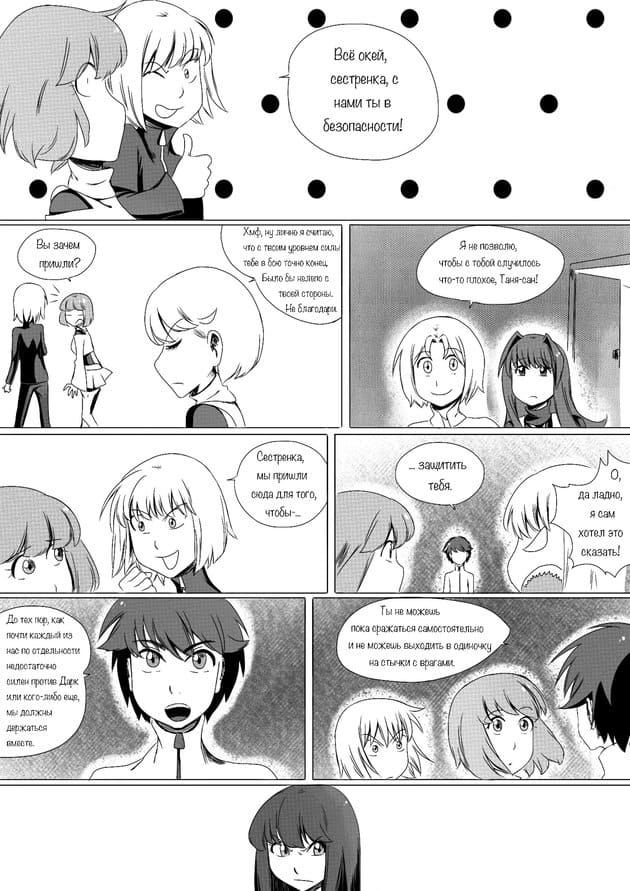 Всё окей,
сестренка, с
нами ты в
безопасности!
Вы зачем
пришли?
Хмф, ну лично я считаю,
что с твоим уровнем силы
тебе в бою точно конец.
Было бы нелепо с
твоей стороны.
Не благодари.
Я не позволю,
чтобы с тобой случилось
что-то плохое, Таня-сан!
Сестренка,
мы пришли
сюда для того,
чтобы-...
... защитить
тебя.
О,
да ладно,
я сам
хотел это
сказать!
До тех пор, как
почти каждый из
нас по отдельности
недостаточно
силен против Дарк
или кого-либо еще,
мы должны
держаться
вместе.
Ты не можешь
пока сражаться самостоятельно
и не можешь выходить в одиночку
на стычки с врагами.